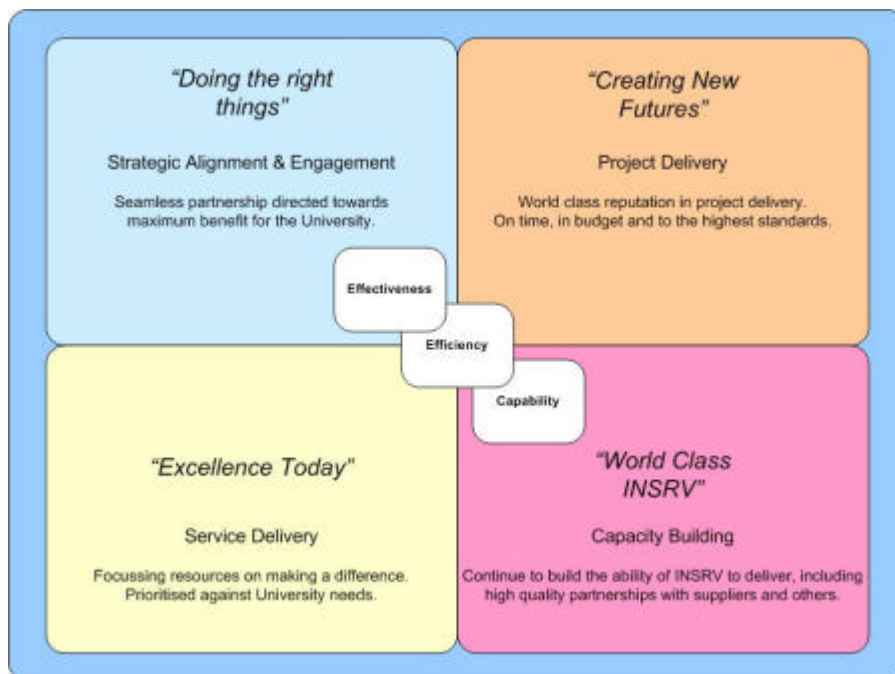 “Doing the right
things”
Strategic Alignment & Engagement
Seamless partnership directed towards
maximum benefit for the University.
“Creating New
Futures”
Project Delivery
World class reputation in project delivery.
On time, in budget and to the highest standards.
Effectiveness
Efficiency
Capability
“Excellence Today”
Service Delivery
Focussing resources on making a difference.
Prioritised against University needs.
“World Class
INSRV”
Capacity Building
Continue to build the ability of INSRV to deliver, including
high quality partnerships with suppliers and others.